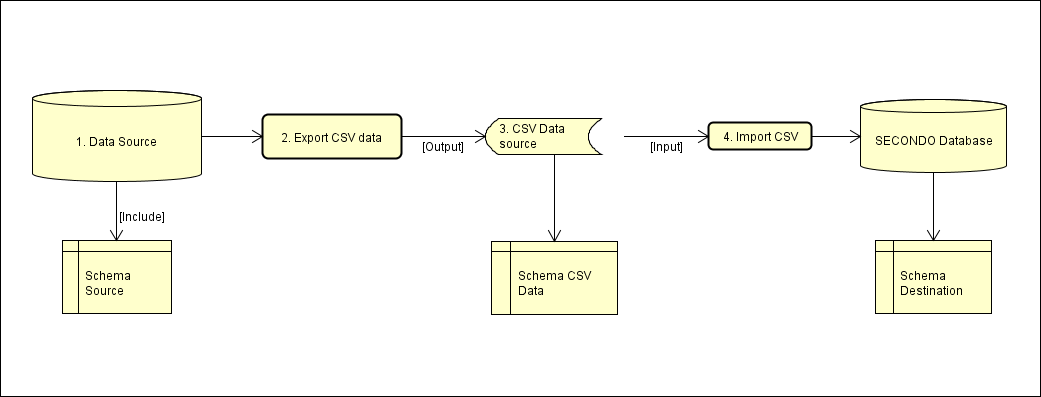 1. Data Source
2. Export CSV data
[Output]
3. CSV Data
source
[Input]
4. Import CSV
SECONDO Database
[Include]
Schema
Source
Schema CSV
Data
Schema
Destination